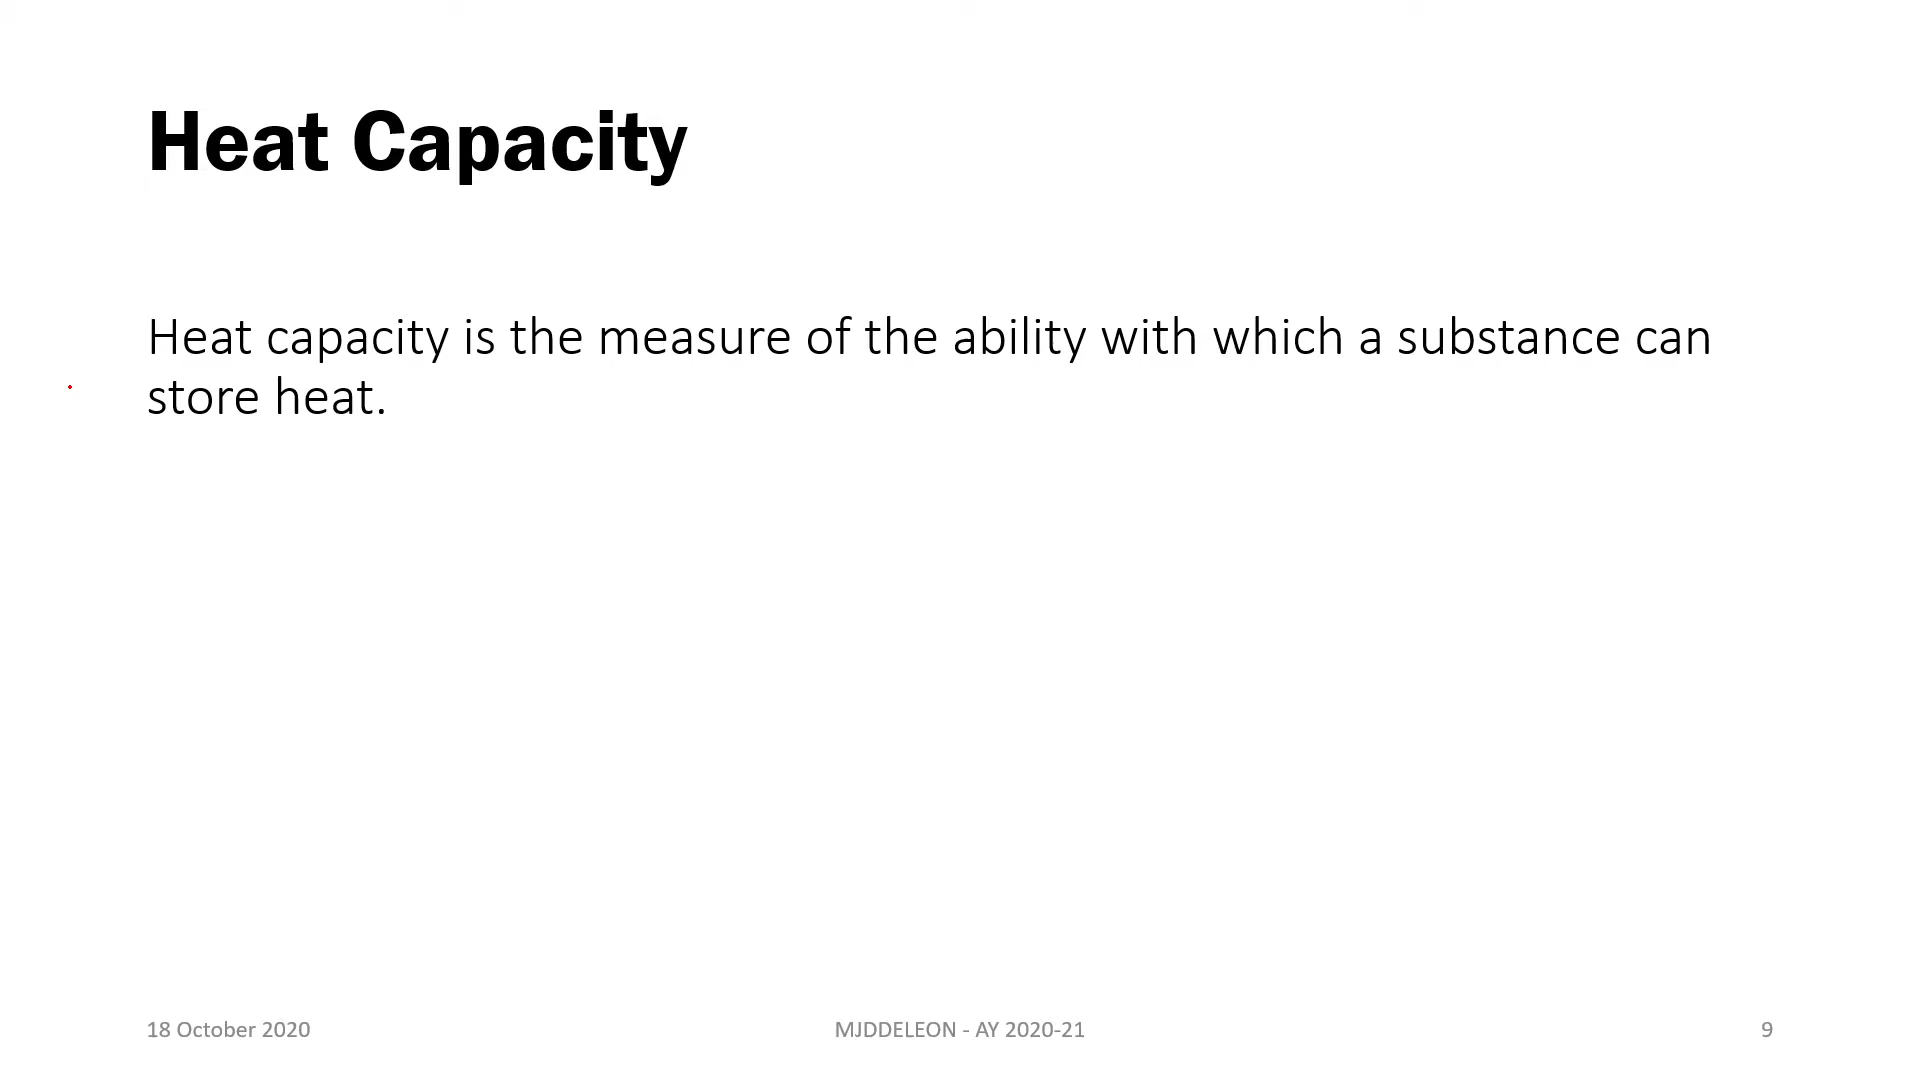 Heat Capacity
Heat capacity is the measure of the ability with which a substance can
store heat.
18 October 2020
MJDDELEON - AY 2020-21
9